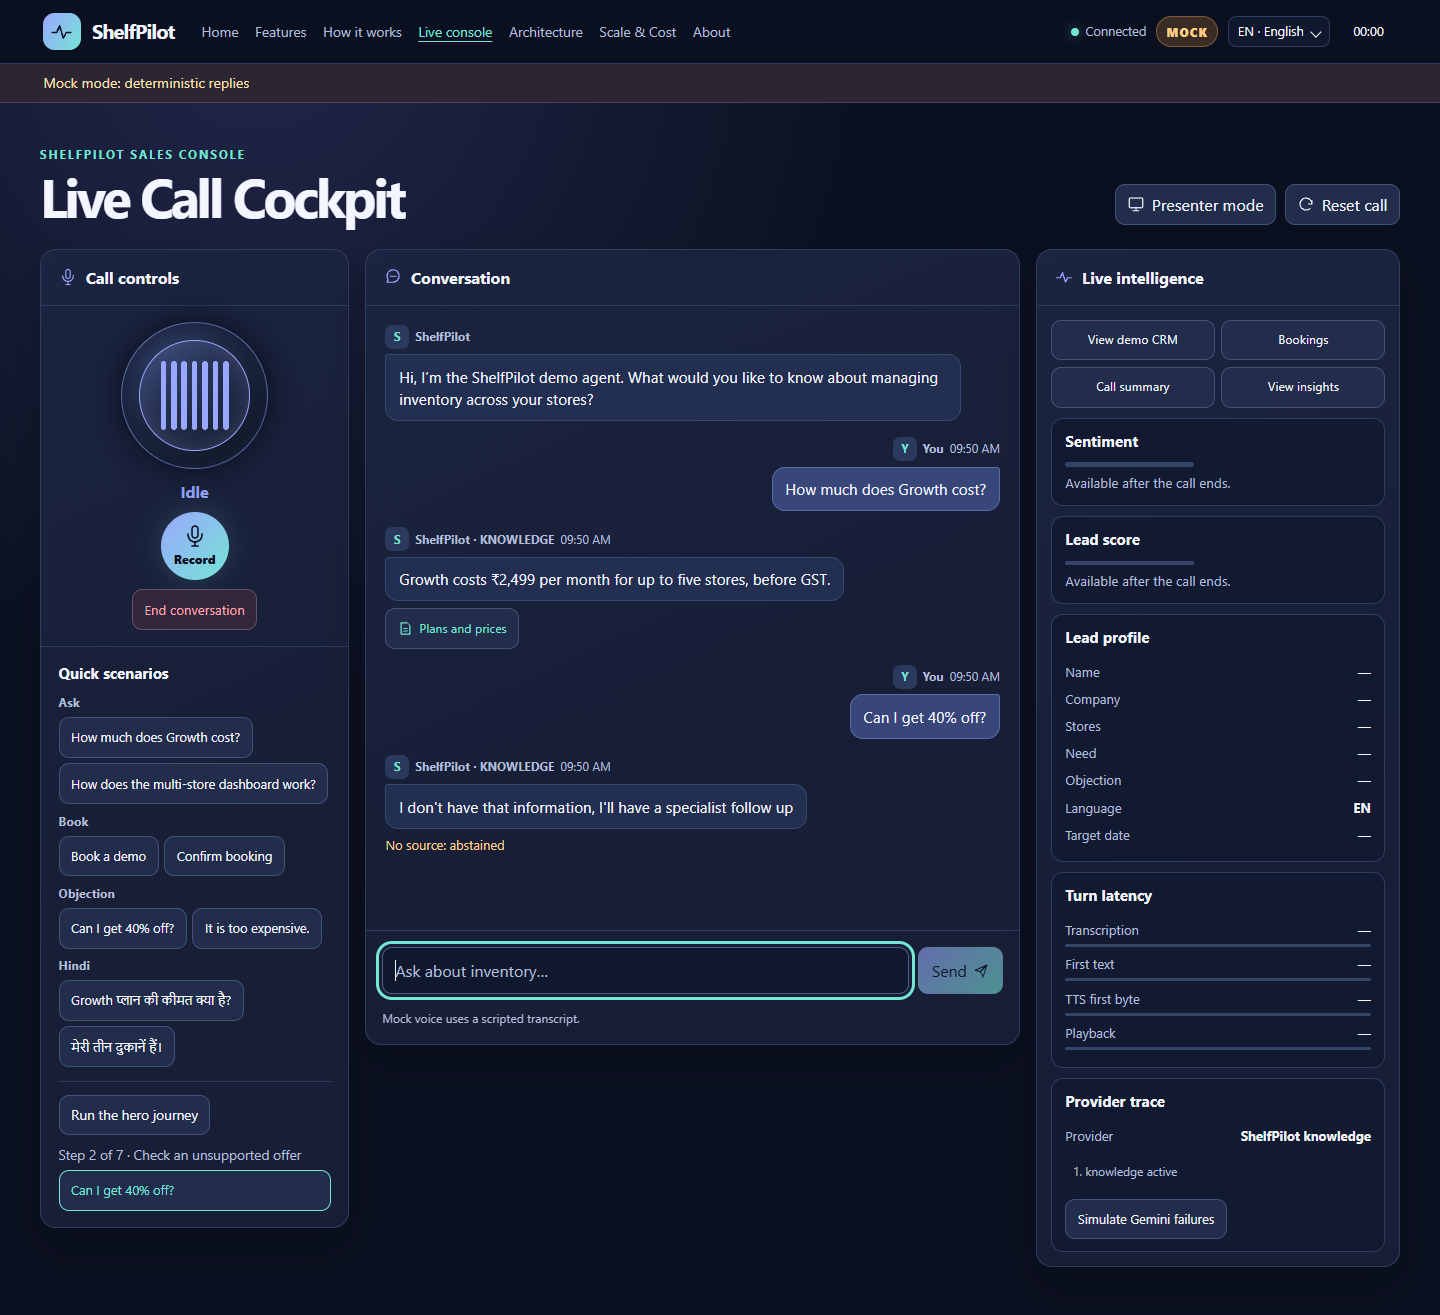 ShelfPilot
Home
Features
How it works
Live console
Architecture
Scale & Cost
About
Connected
MOCK
EN · English
00:00
Mock mode: deterministic replies
SHELFPILOT SALES CONSOLE
Live Call Cockpit
Presenter mode
Reset call
Call controls
Idle
Record
End conversation
Quick scenarios
Ask
How much does Growth cost?
How does the multi-store dashboard work?
Book
Book a demo
Confirm booking
Objection
Can I get 40% off?
It is too expensive.
Hindi
Growth प्लान की कीमत क्या है?
मेरी तीन दुकानें हैं।
Run the hero journey
Step 2 of 7 · Check an unsupported offer
Can I get 40% off?
Conversation
S ShelfPilot
Hi, I’m the ShelfPilot demo agent. What would you like to know about managing
inventory across your stores?
Y You 09:50 AM
How much does Growth cost?
S ShelfPilot · KNOWLEDGE 09:50 AM
Growth costs ₹2,499 per month for up to five stores, before GST.
Plans and prices
Y You 09:50 AM
Can I get 40% off?
S ShelfPilot · KNOWLEDGE 09:50 AM
I don't have that information, I'll have a specialist follow up
No source: abstained
Ask about inventory...
Send
Mock voice uses a scripted transcript.
Live intelligence
View demo CRM
Bookings
Call summary
View insights
Sentiment
Available after the call ends.
Lead score
Available after the call ends.
Lead profile
Name —
Company —
Stores —
Need —
Objection —
Language EN
Target date —
Turn latency
Transcription —
First text —
TTS first byte —
Playback —
Provider trace
Provider ShelfPilot knowledge
1. knowledge active
Simulate Gemini failures